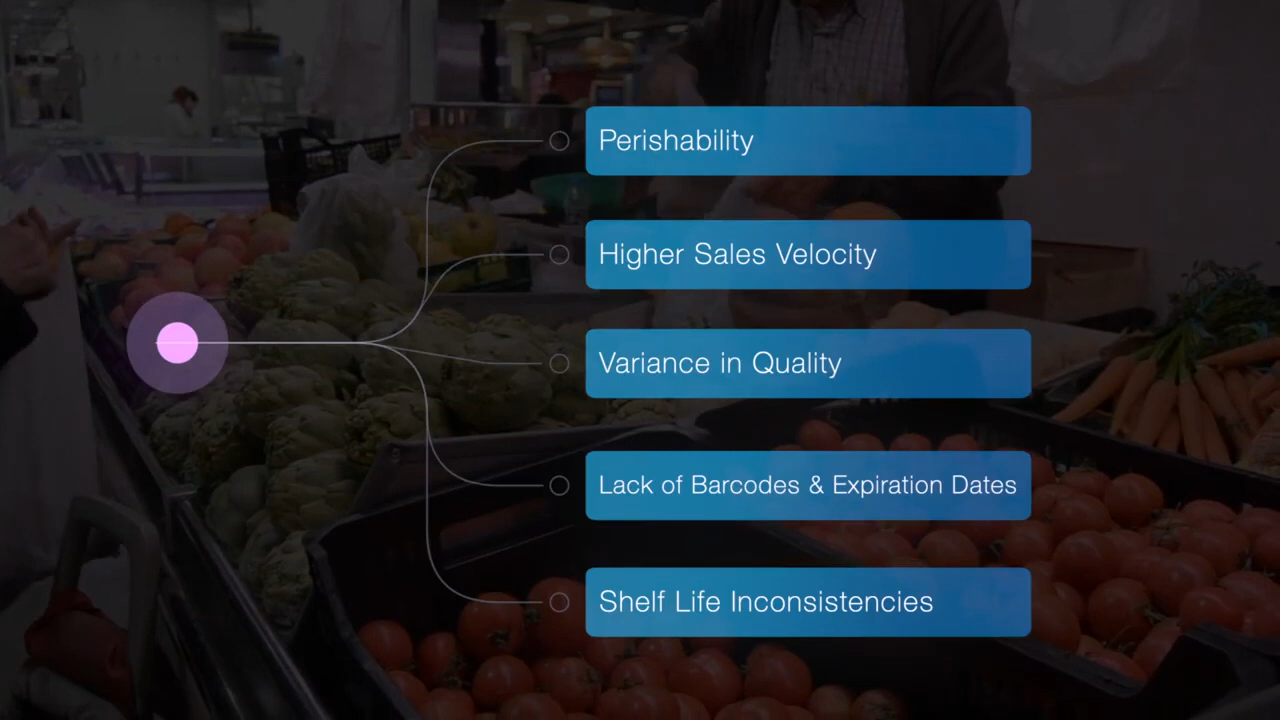 Perishability
Higher Sales Velocity
Variance in Quality
Lack of Barcodes & Expiration Dates
Shelf Life Inconsistencies